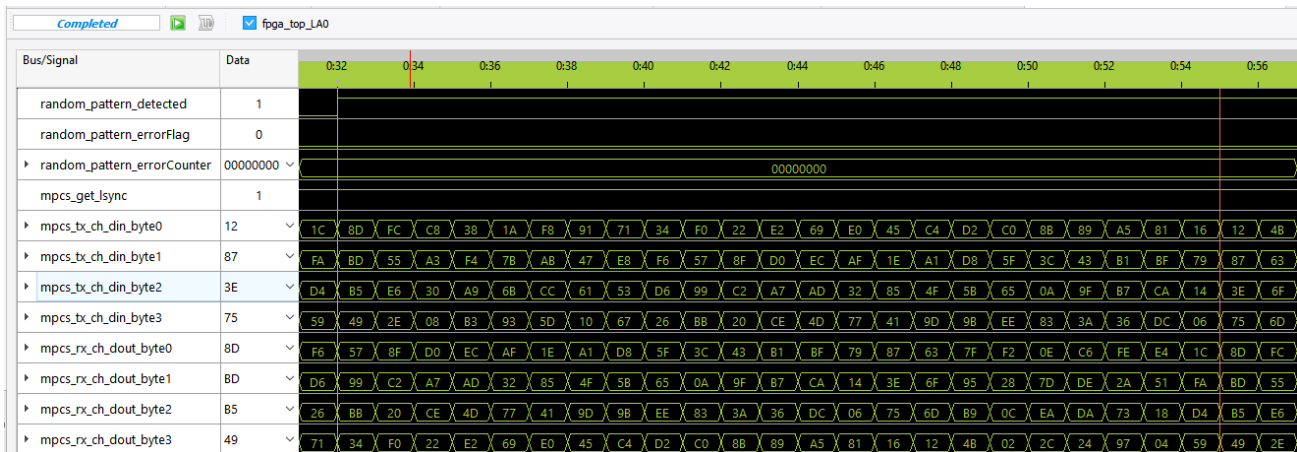 Completed fpga_top_LA0
Bus/Signal Data 0:32 0:34 0:36 0:38 0:40 0:42 0:44 0:46 0:48 0:50 0:52 0:54 0:56
random_pattern_detected 1
random_pattern_errorFlag 0
random_pattern_errorCounter 00000000 00000000
mpcs_get_lsync 1
mpcs_tx_ch_din_byte0 12 1C 8D FC C8 38 1A F8 91 71 34 F0 22 E2 69 E0 45 C4 D2 C0 8B 89 A5 81 16 12 4B
mpcs_tx_ch_din_byte1 87 FA BD 55 A3 F4 7B AB 47 E8 F6 57 8F D0 EC AF 1E A1 D8 5F 3C 43 B1 BF 79 87 63
mpcs_tx_ch_din_byte2 3E D4 B5 E6 30 A9 6B CC 61 53 D6 99 C2 A7 AD 32 85 4F 5B 65 0A 9F B7 CA 14 3E 6F
mpcs_tx_ch_din_byte3 75 59 49 2E 08 B3 93 5D 10 67 26 BB 20 CE 4D 77 41 9D 9B EE 83 3A 36 DC 06 75 6D
mpcs_rx_ch_dout_byte0 8D F6 57 8F D0 EC AF 1E A1 D8 5F 3C 43 B1 BF 79 87 63 7F F2 0E C6 FE E4 1C 8D FC
mpcs_rx_ch_dout_byte1 BD D6 99 C2 A7 AD 32 85 4F 5B 65 0A 9F B7 CA 14 3E 6F 95 28 7D DE 2A 51 FA BD 55
mpcs_rx_ch_dout_byte2 B5 26 BB 20 CE 4D 77 41 9D 9B EE 83 3A 36 DC 06 75 6D B9 0C EA DA 73 18 D4 B5 E6
mpcs_rx_ch_dout_byte3 49 71 34 F0 22 E2 69 E0 45 C4 D2 C0 8B 89 A5 81 16 12 4B 02 2C 24 97 04 59 49 2E